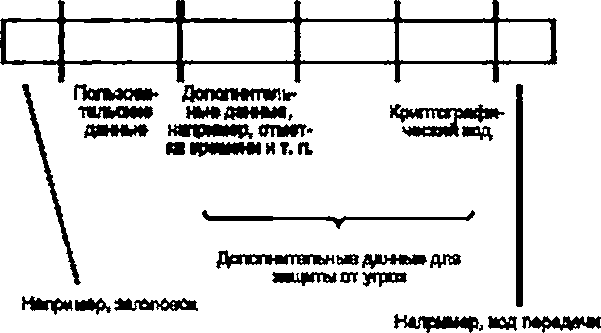 Пользова-
тельские
данные
Дополнитель-
ные данные,
например, отмет-
ка времени и т. п.
Криптографи-
ческий код
Дополнительные данные для
защиты от угроз
Например, заголовок
Например, код передачи